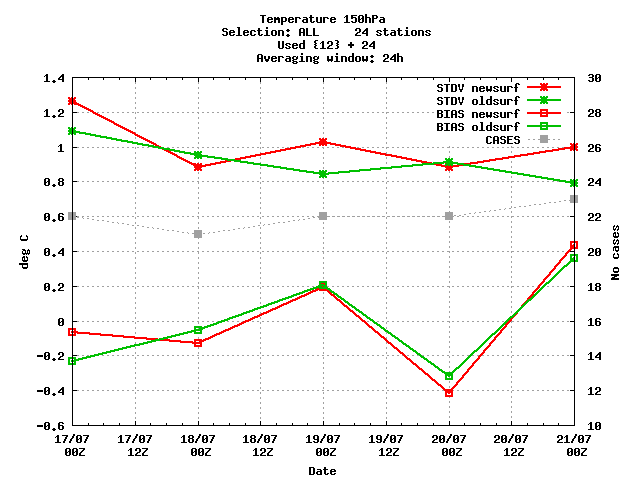 Temperature 150hPa
Selection: ALL     24 stations
Used {12} + 24
Averaging window: 24h
1.4
1.2
1
0.8
0.6
0.4
0.2
0
-0.2
-0.4
-0.6
deg C
STDV newsurf
STDV oldsurf
BIAS newsurf
BIAS oldsurf
CASES
30
28
26
24
22
20
18
16
14
12
10
No cases
17/07 17/07 18/07 18/07 19/07 19/07 20/07 20/07 21/07
00Z 12Z 00Z 12Z 00Z 12Z 00Z 12Z 00Z
Date